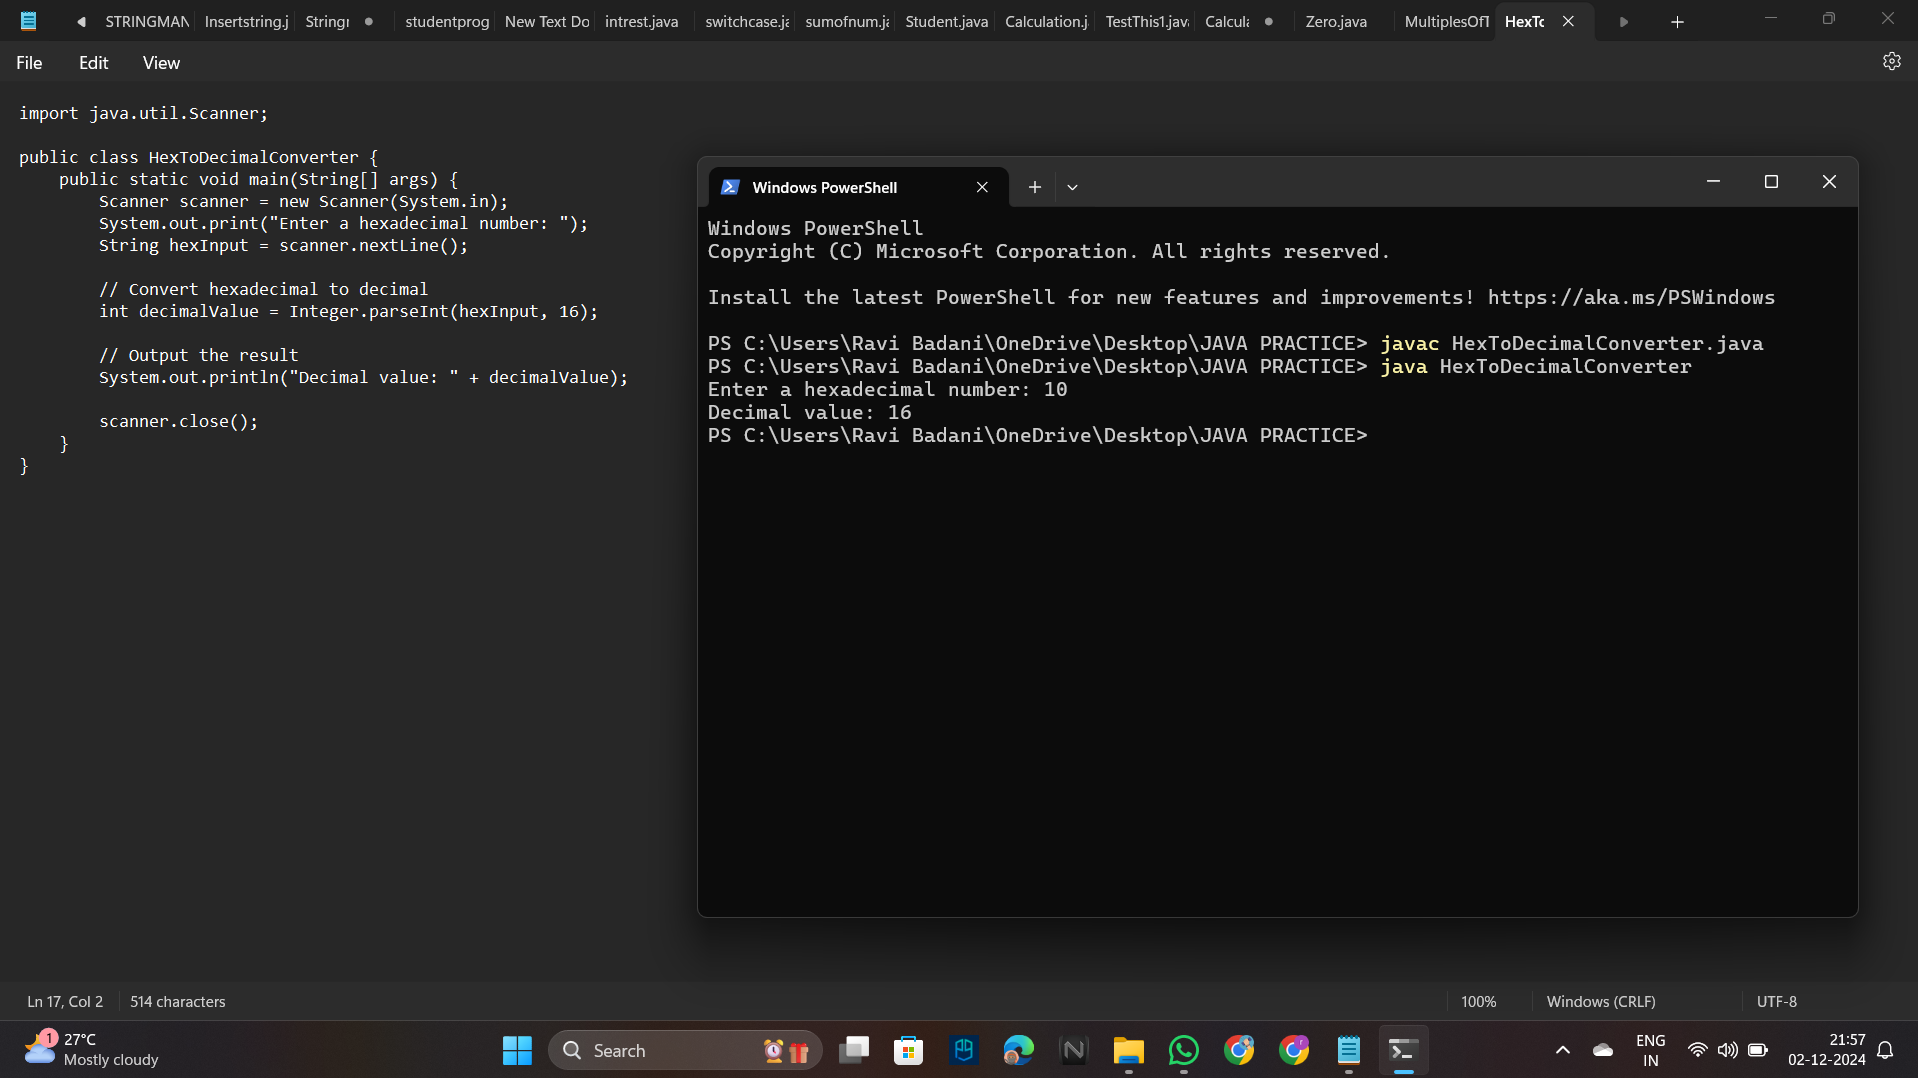 STRINGMAN Insertstring.j String studentprog New Text Do intrest.java switchcase.ja sumofnum.ja Student.java Calculation.j TestThis1.java Calcula Zero.java MultiplesOfT HexTo
File Edit View
import java.util.Scanner;
public class HexToDecimalConverter {
public static void main(String[] args) {
Scanner scanner = new Scanner(System.in);
System.out.print("Enter a hexadecimal number: ");
String hexInput = scanner.nextLine();
// Convert hexadecimal to decimal
int decimalValue = Integer.parseInt(hexInput, 16);
// Output the result
System.out.println("Decimal value: " + decimalValue);
scanner.close();
}
}
Windows PowerShell
Windows PowerShell
Copyright (C) Microsoft Corporation. All rights reserved.
Install the latest PowerShell for new features and improvements! https://aka.ms/PSWindows
PS C:\Users\Ravi Badani\OneDrive\Desktop\JAVA PRACTICE> javac HexToDecimalConverter.java
PS C:\Users\Ravi Badani\OneDrive\Desktop\JAVA PRACTICE> java HexToDecimalConverter
Enter a hexadecimal number: 10
Decimal value: 16
PS C:\Users\Ravi Badani\OneDrive\Desktop\JAVA PRACTICE>
Ln 17, Col 2 514 characters 100% Windows (CRLF) UTF-8
1 27°C
Mostly cloudy
Search
ENG
IN
21:57
02-12-2024